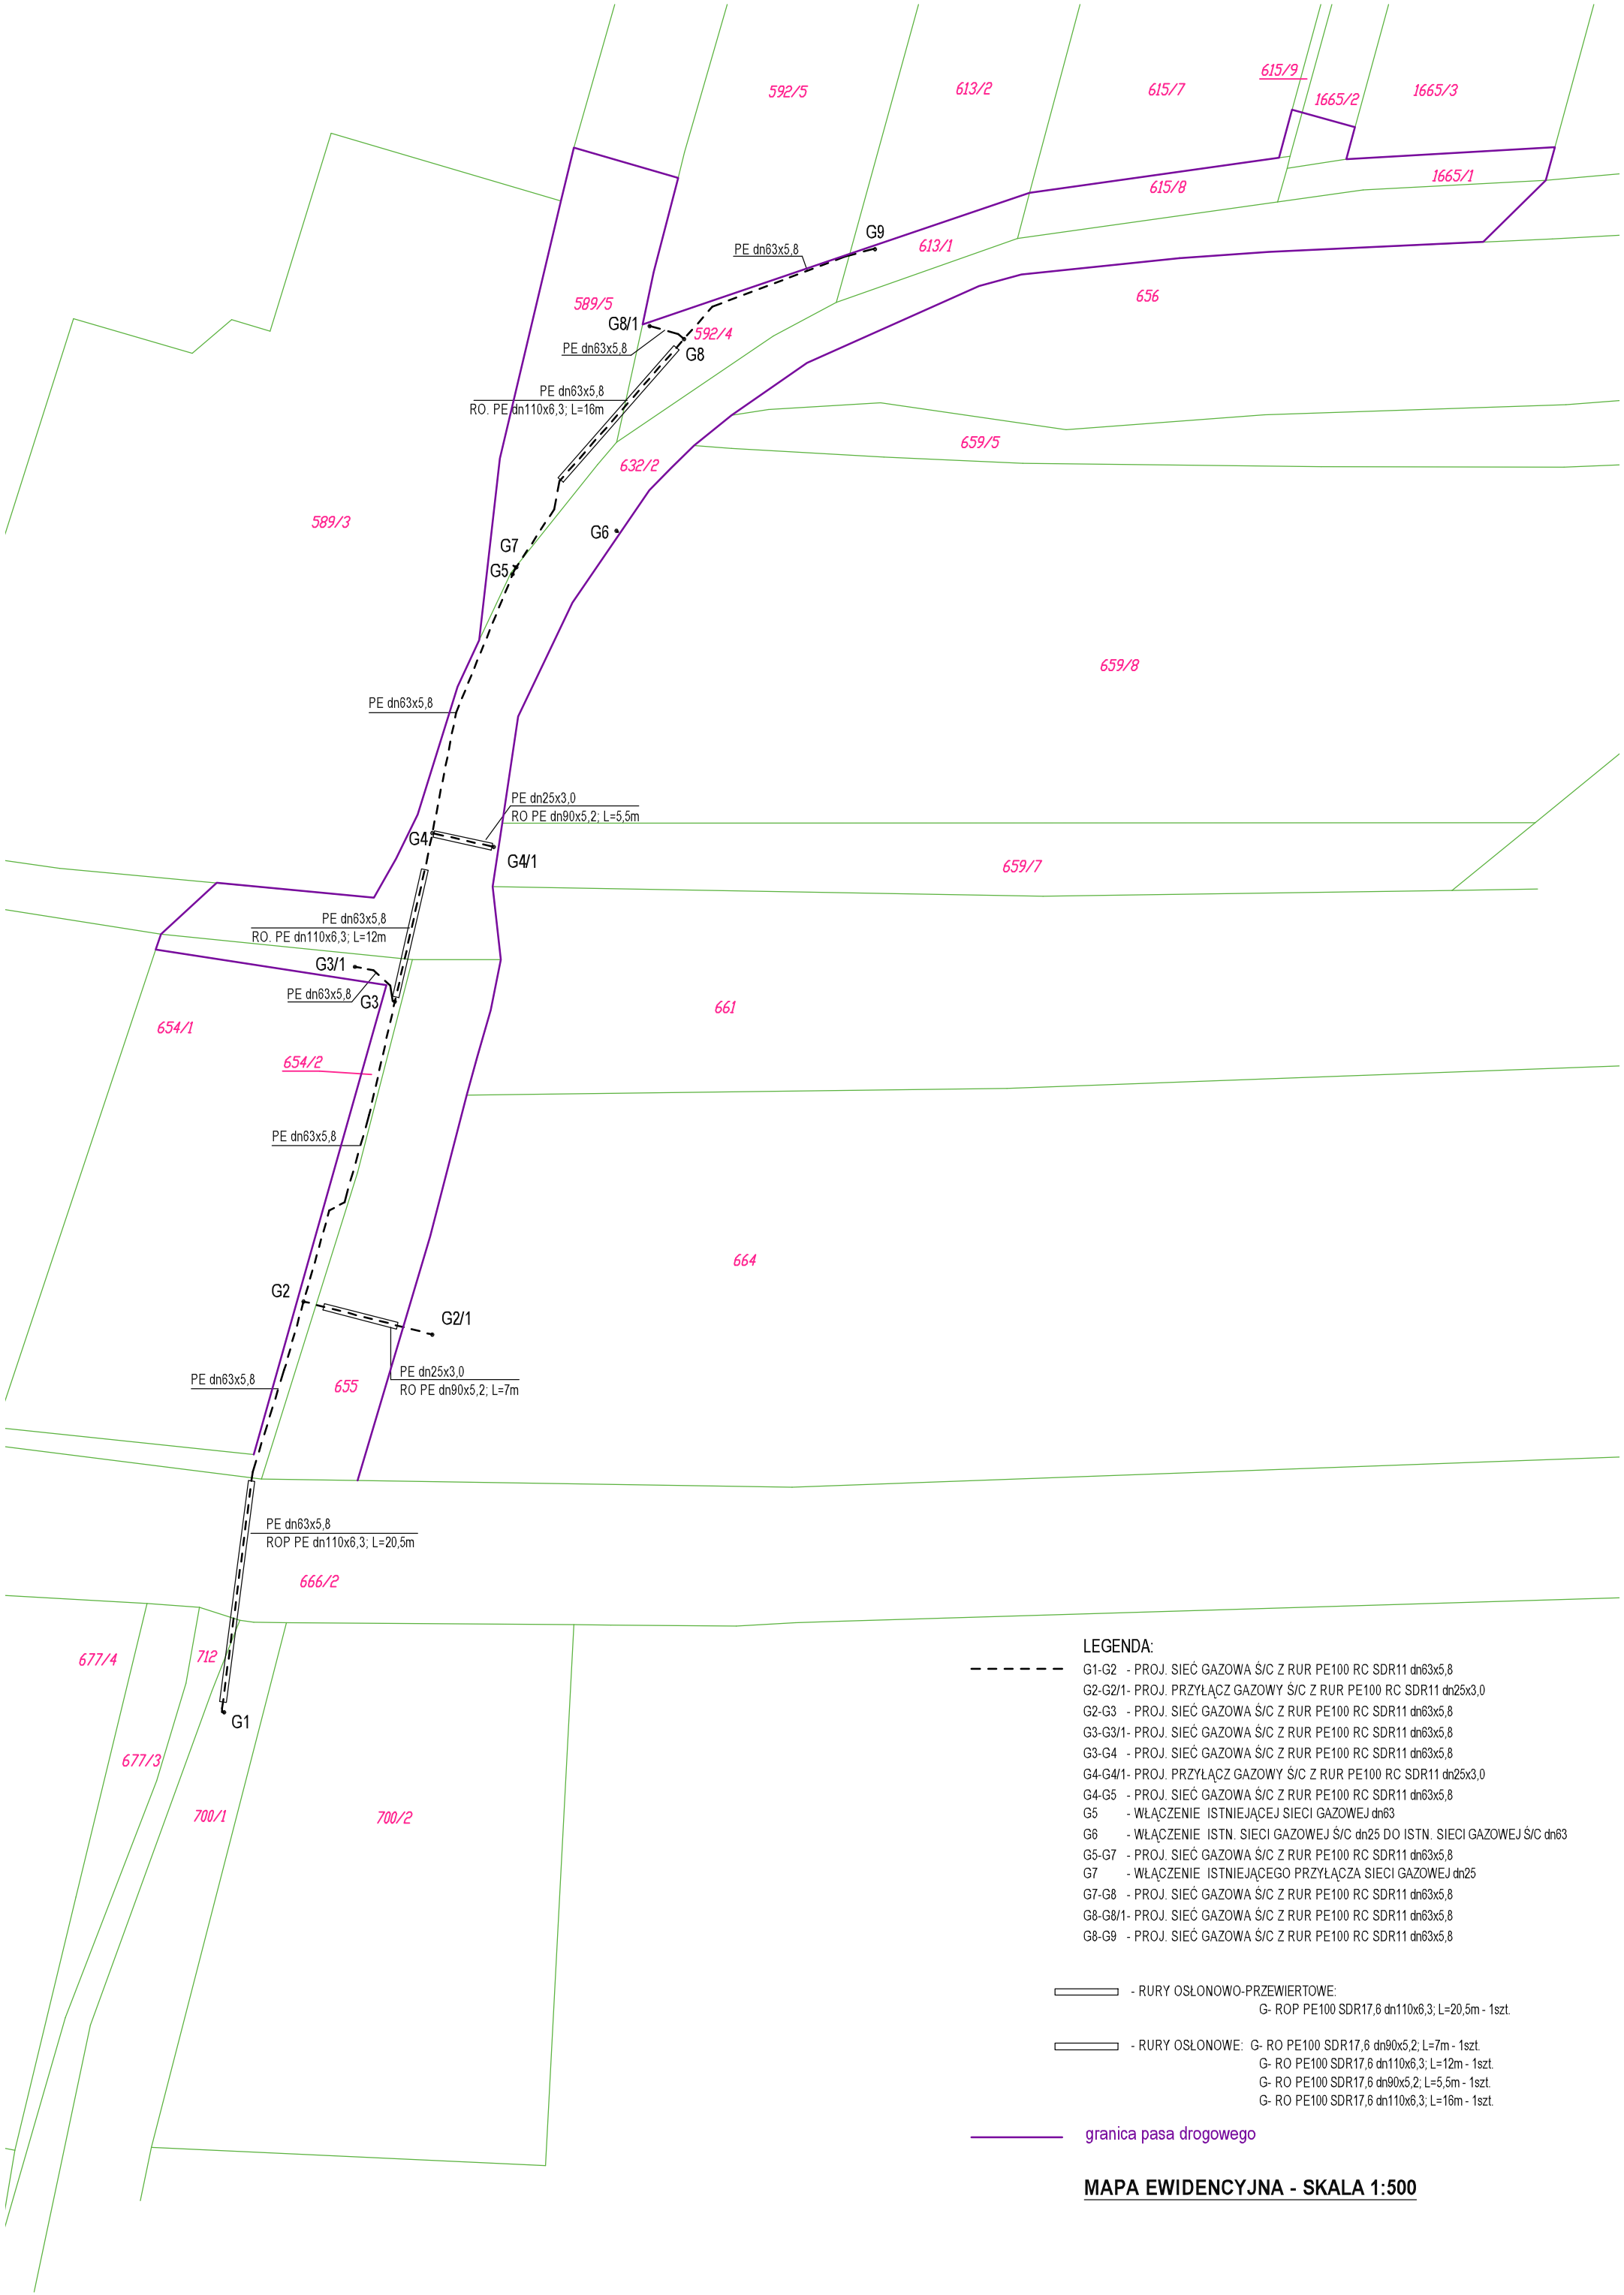 615/9
592/5
613/2
615/7
1665/2
1665/3
1665/1
615/8
G9
PE dn63x5,8
613/1
656
589/5
G8/1
592/4
PE dn63x5,8
G8
PE dn63x5,8
RO. PE dn110x6,3; L=16m
659/5
632/2
589/3
G6
G7
G5
659/8
PE dn63x5,8
PE dn25x3,0
RO PE dn90x5,2; L=5,5m
G4
G4/1
659/7
PE dn63x5,8
RO. PE dn110x6,3; L=12m
G3/1
PE dn63x5,8
G3
654/1
661
654/2
PE dn63x5,8
664
G2
G2/1
PE dn63x5,8
PE dn25x3,0
RO PE dn90x5,2; L=7m
655
PE dn63x5,8
ROP PE dn110x6,3; L=20,5m
666/2
677/4
712
G1
677/3
700/1
700/2
LEGENDA:
G1-G2 - PROJ. SIEĆ GAZOWA Ś/C Z RUR PE100 RC SDR11 dn63x5,8
G2-G2/1- PROJ. PRZYŁĄCZ GAZOWY Ś/C Z RUR PE100 RC SDR11 dn25x3,0
G2-G3 - PROJ. SIEĆ GAZOWA Ś/C Z RUR PE100 RC SDR11 dn63x5,8
G3-G3/1- PROJ. SIEĆ GAZOWA Ś/C Z RUR PE100 RC SDR11 dn63x5,8
G3-G4 - PROJ. SIEĆ GAZOWA Ś/C Z RUR PE100 RC SDR11 dn63x5,8
G4-G4/1- PROJ. PRZYŁĄCZ GAZOWY Ś/C Z RUR PE100 RC SDR11 dn25x3,0
G4-G5 - PROJ. SIEĆ GAZOWA Ś/C Z RUR PE100 RC SDR11 dn63x5,8
G5 - WŁĄCZENIE ISTNIEJĄCEJ SIECI GAZOWEJ dn63
G6 - WŁĄCZENIE ISTN. SIECI GAZOWEJ Ś/C dn25 DO ISTN. SIECI GAZOWEJ Ś/C dn63
G5-G7 - PROJ. SIEĆ GAZOWA Ś/C Z RUR PE100 RC SDR11 dn63x5,8
G7 - WŁĄCZENIE ISTNIEJĄCEGO PRZYŁĄCZA SIECI GAZOWEJ dn25
G7-G8 - PROJ. SIEĆ GAZOWA Ś/C Z RUR PE100 RC SDR11 dn63x5,8
G8-G8/1- PROJ. SIEĆ GAZOWA Ś/C Z RUR PE100 RC SDR11 dn63x5,8
G8-G9 - PROJ. SIEĆ GAZOWA Ś/C Z RUR PE100 RC SDR11 dn63x5,8
- RURY OSŁONOWO-PRZEWIERTOWE:
G- ROP PE100 SDR17,6 dn110x6,3; L=20,5m - 1szt.
- RURY OSŁONOWE: G- RO PE100 SDR17,6 dn90x5,2; L=7m - 1szt.
G- RO PE100 SDR17,6 dn110x6,3; L=12m - 1szt.
G- RO PE100 SDR17,6 dn90x5,2; L=5,5m - 1szt.
G- RO PE100 SDR17,6 dn110x6,3; L=16m - 1szt.
granica pasa drogowego
MAPA EWIDENCYJNA - SKALA 1:500